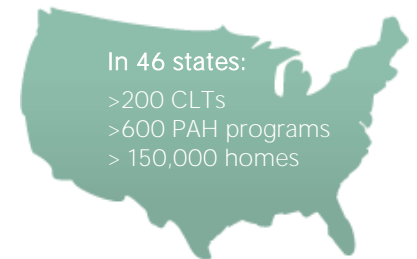 In 46 states:
>200 CLTs
>600 PAH programs
> 150,000 homes